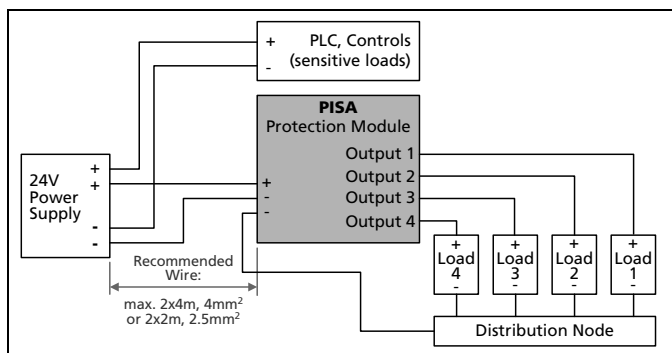 + PLC, Controls
- (sensitive loads)
PISA
Protection Module
Output 1
Output 2
Output 3
Output 4
+
-
-
24V
Power
Supply
+
+
-
-
Recommended
Wire:
max. 2x4m, 4mm²
or 2x2m, 2.5mm²
+
Load
4
-
+
Load
3
-
+
Load
2
-
+
Load
1
-
Distribution Node